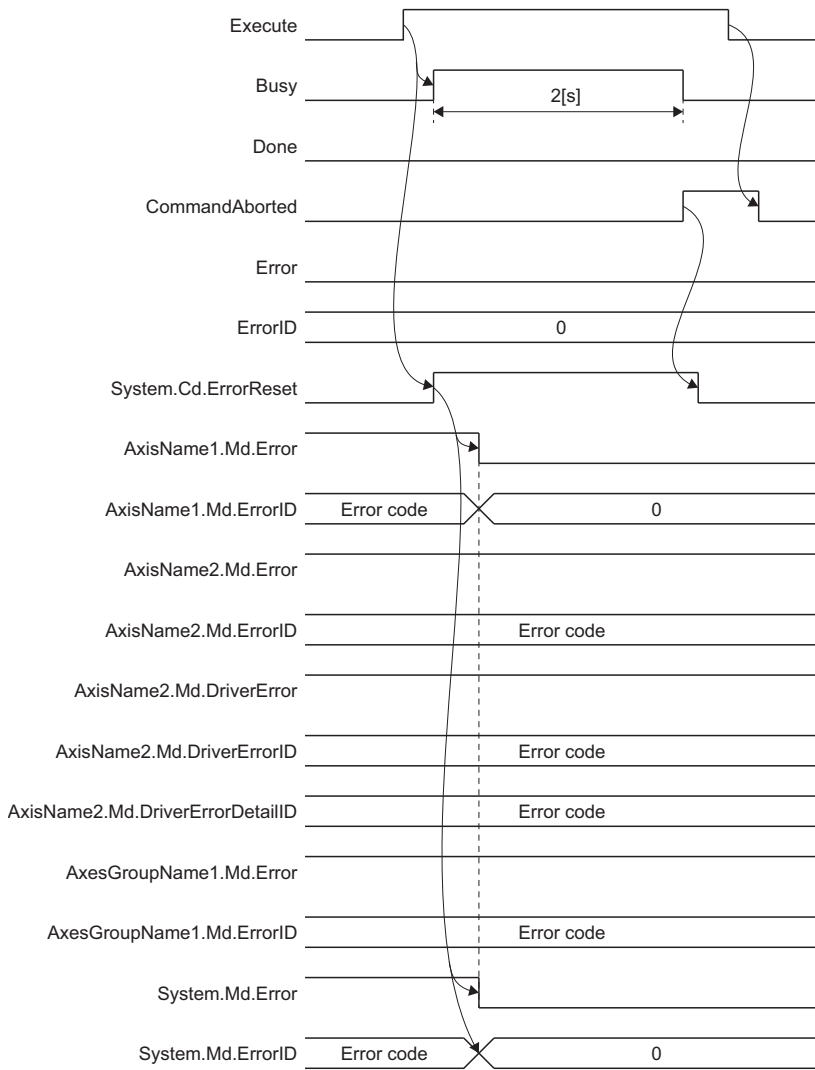 Execute
Busy
2[s]
Done
CommandAborted
Error
ErrorID 0
System.Cd.ErrorReset
AxisName1.Md.Error
AxisName1.Md.ErrorID Error code 0
AxisName2.Md.Error
AxisName2.Md.ErrorID Error code
AxisName2.Md.DriverError
AxisName2.Md.DriverErrorID Error code
AxisName2.Md.DriverErrorDetailID Error code
AxesGroupName1.Md.Error
AxesGroupName1.Md.ErrorID Error code
System.Md.Error
System.Md.ErrorID Error code 0